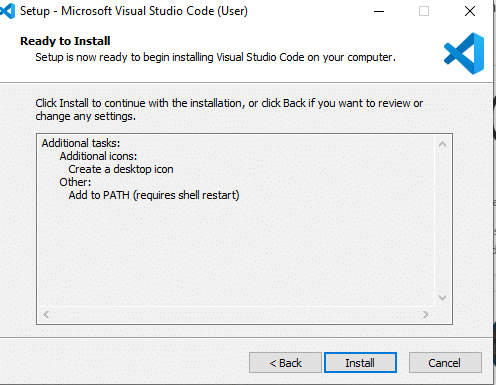 Setup - Microsoft Visual Studio Code (User)
Ready to Install
Setup is now ready to begin installing Visual Studio Code on your computer.
Click Install to continue with the installation, or click Back if you want to review or
change any settings.
Additional tasks:
Additional icons:
Create a desktop icon
Other:
Add to PATH (requires shell restart)
< Back
Install
Cancel